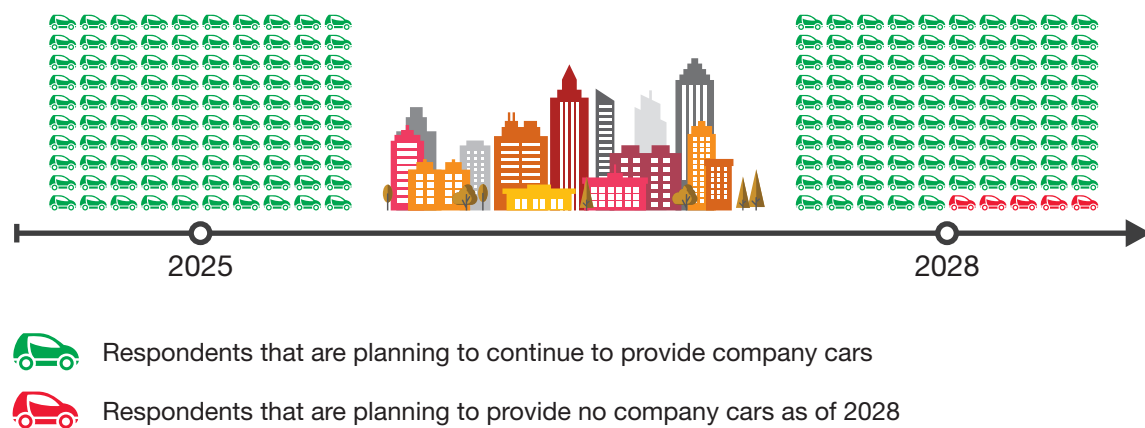 2025
2028
Respondents that are planning to continue to provide company cars
Respondents that are planning to provide no company cars as of 2028